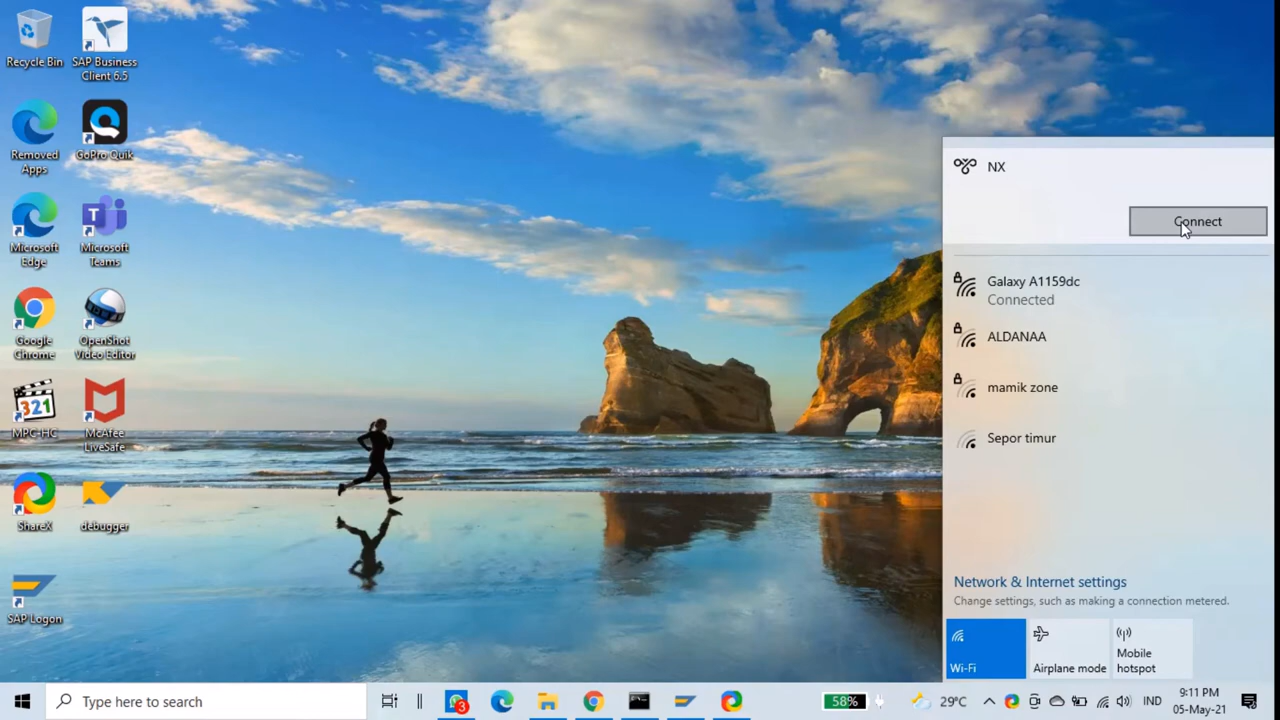 Recycle Bin
SAP Business
Client 6.5
Removed
Apps
GoPro Quik
Microsoft
Edge
Microsoft
Teams
Google
Chrome
OpenShot
Video Editor
321
MPC-HC
McAfee
LiveSafe
ShareX
debugger
SAP Logon
NX
Connect
Galaxy A1159dc
Connected
ALDANAA
mamik zone
Sepor timur
Network & Internet settings
Change settings, such as making a connection metered.
Wi-Fi
Airplane mode
Mobile
hotspot
Type here to search
3
58%
29°C
IND
9:11 PM
05-May-21